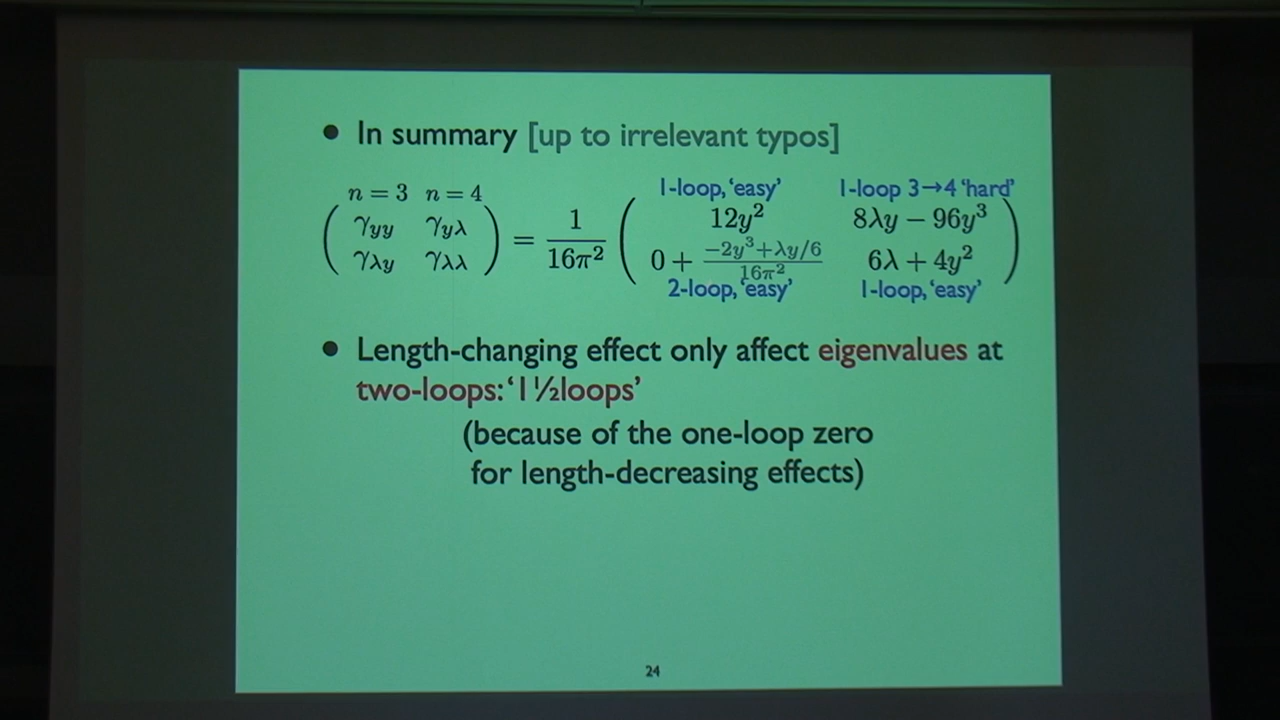 • In summary [up to irrelevant typos]
n = 3 n = 4 1-loop, ‘easy’ 1-loop 3→4 ‘hard’
( γyy γyλ ) = 1/16π² ( 12y² 8λy − 96y³ )
( γλy γλλ ) ( 0 + −2y³+λy/6 / 16π² 6λ + 4y² )
2-loop, ‘easy’ 1-loop, ‘easy’
• Length-changing effect only affect eigenvalues at
two-loops: ‘1½loops’
(because of the one-loop zero
for length-decreasing effects)
24